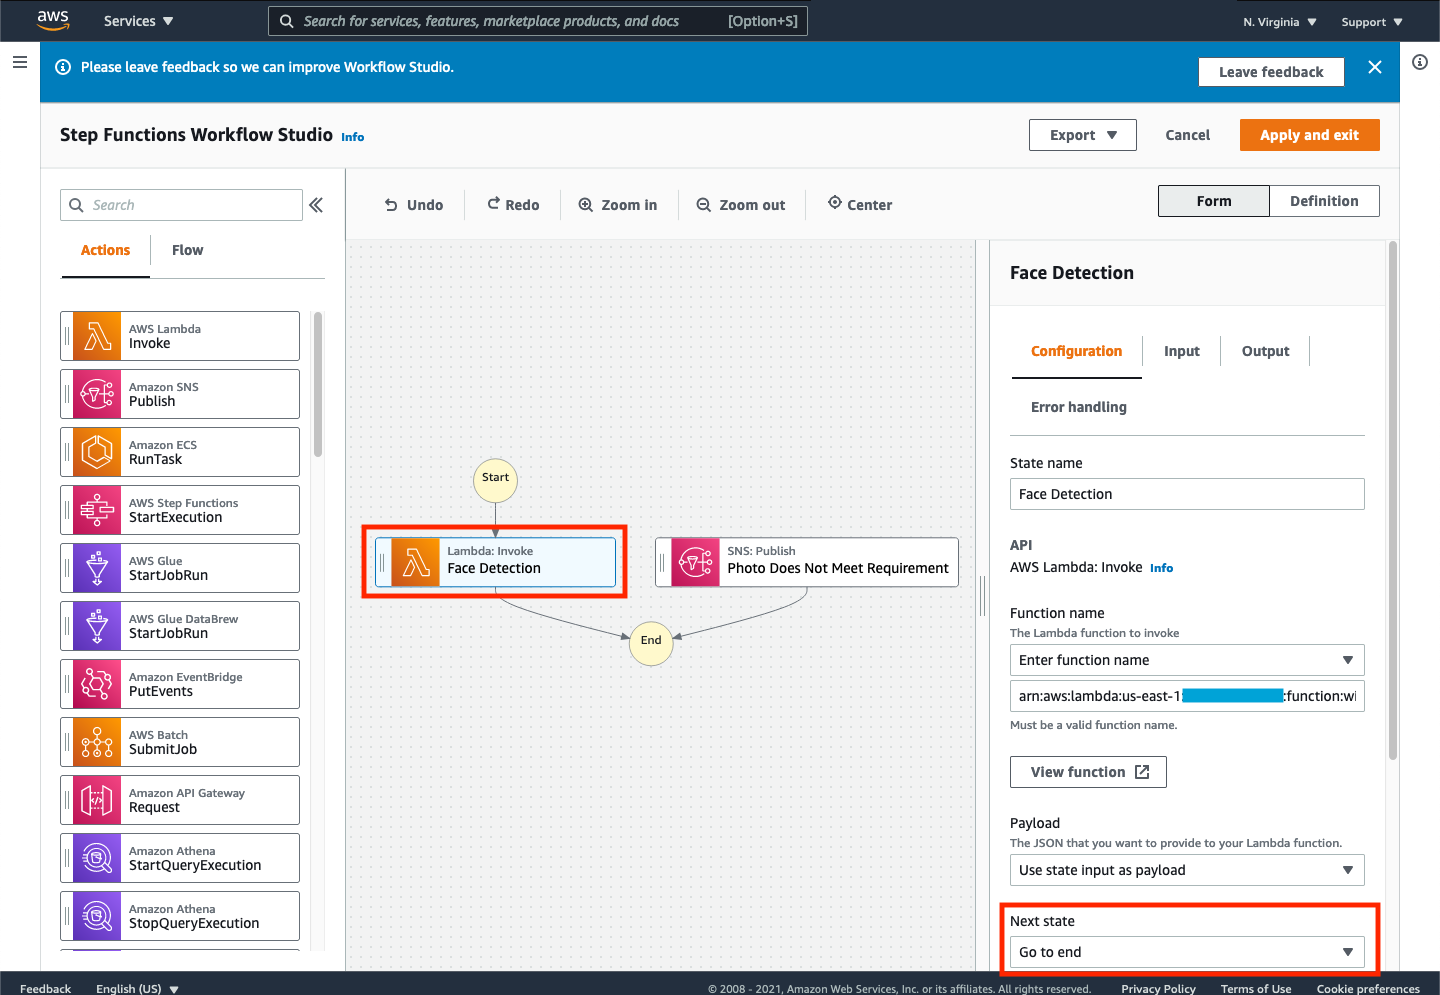 aws
Services
Search for services, features, marketplace products, and docs
[Option+S]
N. Virginia
Support
Please leave feedback so we can improve Workflow Studio.
Leave feedback
Step Functions Workflow Studio
Info
Export
Cancel
Apply and exit
Search
Actions
Flow
AWS Lambda
Invoke
Amazon SNS
Publish
Amazon ECS
RunTask
AWS Step Functions
StartExecution
AWS Glue
StartJobRun
AWS Glue DataBrew
StartJobRun
Amazon EventBridge
PutEvents
AWS Batch
SubmitJob
Amazon API Gateway
Request
Amazon Athena
StartQueryExecution
Amazon Athena
StopQueryExecution
Undo
Redo
Zoom in
Zoom out
Center
Form
Definition
Start
Lambda: Invoke
Face Detection
SNS: Publish
Photo Does Not Meet Requirement
End
Face Detection
Configuration
Input
Output
Error handling
State name
Face Detection
API
AWS Lambda: Invoke Info
Function name
The Lambda function to invoke
Enter function name
arn:aws:lambda:us-east-1: :function:wi
Must be a valid function name.
View function
Payload
The JSON that you want to provide to your Lambda function.
Use state input as payload
Next state
Go to end
Feedback
English (US)
© 2008 - 2021, Amazon Web Services, Inc. or its affiliates. All rights reserved.
Privacy Policy
Terms of Use
Cookie preferences